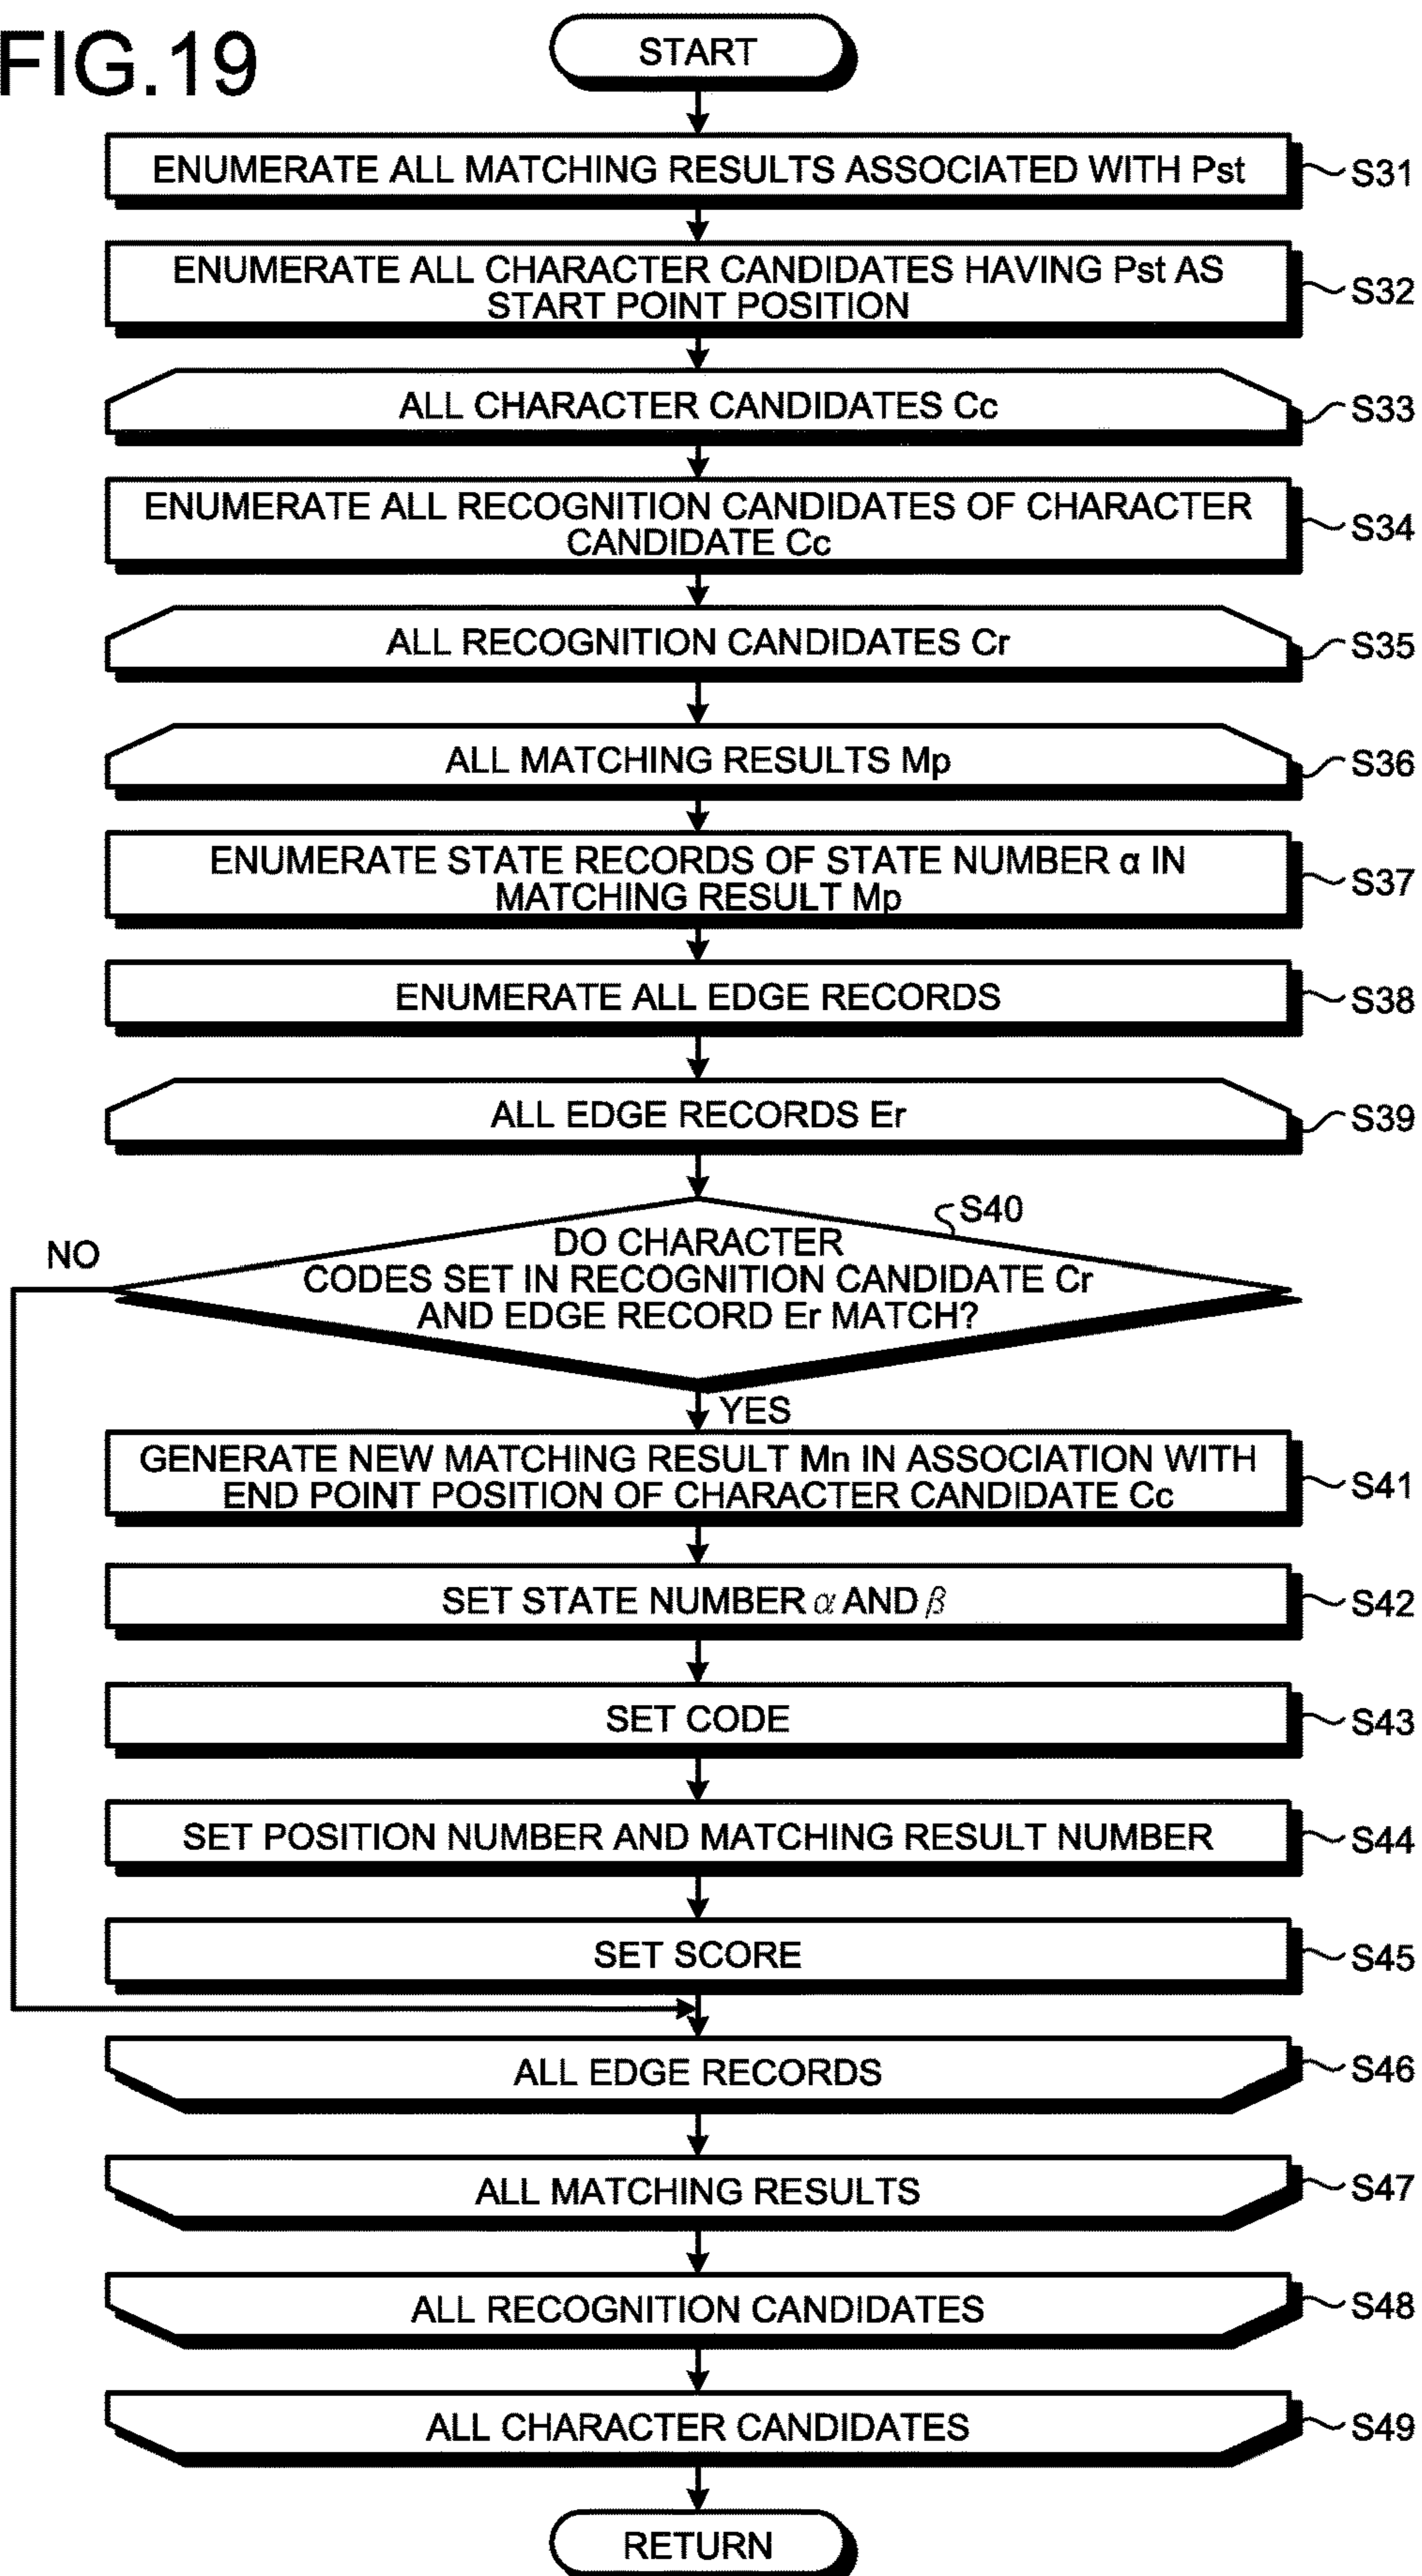 FIG.19
START
ENUMERATE ALL MATCHING RESULTS ASSOCIATED WITH Pst
S31
ENUMERATE ALL CHARACTER CANDIDATES HAVING Pst AS
START POINT POSITION
S32
ALL CHARACTER CANDIDATES Cc
S33
ENUMERATE ALL RECOGNITION CANDIDATES OF CHARACTER
CANDIDATE Cc
S34
ALL RECOGNITION CANDIDATES Cr
S35
ALL MATCHING RESULTS Mp
S36
ENUMERATE STATE RECORDS OF STATE NUMBER α IN
MATCHING RESULT Mp
S37
ENUMERATE ALL EDGE RECORDS
S38
ALL EDGE RECORDS Er
S39
S40
DO CHARACTER
CODES SET IN RECOGNITION CANDIDATE Cr
AND EDGE RECORD Er MATCH?
NO
YES
GENERATE NEW MATCHING RESULT Mn IN ASSOCIATION WITH
END POINT POSITION OF CHARACTER CANDIDATE Cc
S41
SET STATE NUMBER α AND β
S42
SET CODE
S43
SET POSITION NUMBER AND MATCHING RESULT NUMBER
S44
SET SCORE
S45
ALL EDGE RECORDS
S46
ALL MATCHING RESULTS
S47
ALL RECOGNITION CANDIDATES
S48
ALL CHARACTER CANDIDATES
S49
RETURN